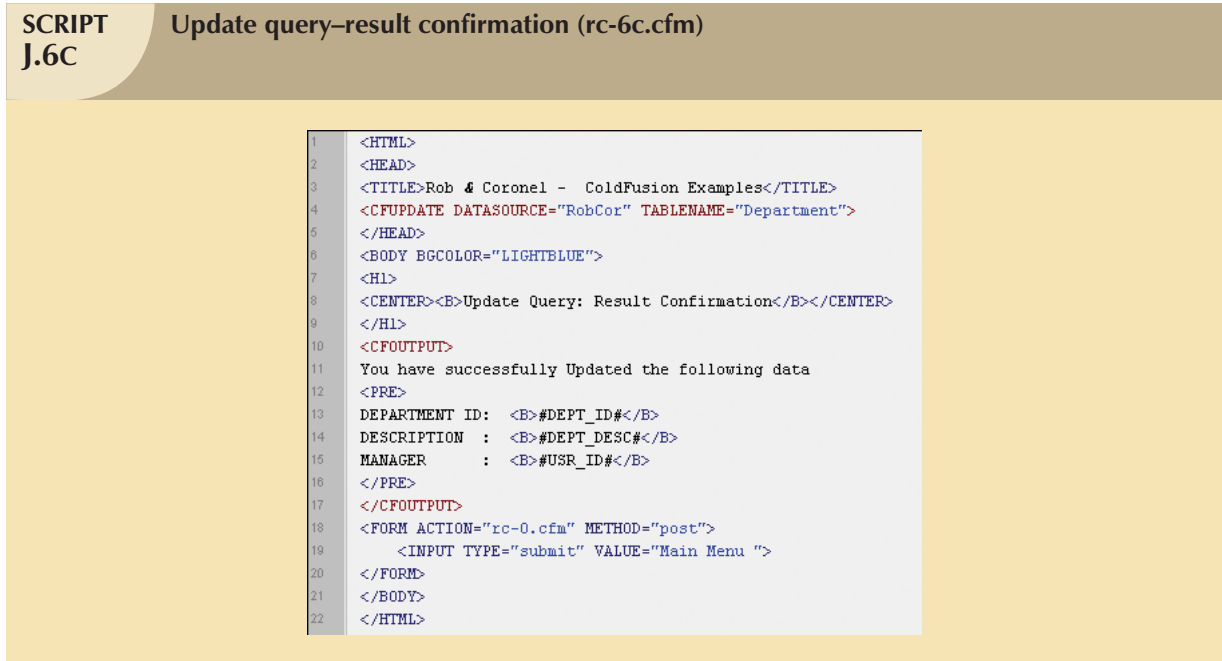 SCRIPT
J.6C
Update query–result confirmation (rc-6c.cfm)
1 <HTML>
2 <HEAD>
3 <TITLE>Rob & Coronel - ColdFusion Examples</TITLE>
4 <CFUPDATE DATASOURCE="RobCor" TABLENAME="Department">
5 </HEAD>
6 <BODY BGCOLOR="LIGHTBLUE">
7 <H1>
8 <CENTER><B>Update Query: Result Confirmation</B></CENTER>
9 </H1>
10 <CFOUTPUT>
11 You have successfully Updated the following data
12 <PRE>
13 DEPARTMENT ID:  <B>#DEPT_ID#</B>
14 DESCRIPTION  :  <B>#DEPT_DESC#</B>
15 MANAGER      :  <B>#USR_ID#</B>
16 </PRE>
17 </CFOUTPUT>
18 <FORM ACTION="rc-0.cfm" METHOD="post">
19     <INPUT TYPE="submit" VALUE="Main Menu ">
20 </FORM>
21 </BODY>
22 </HTML>